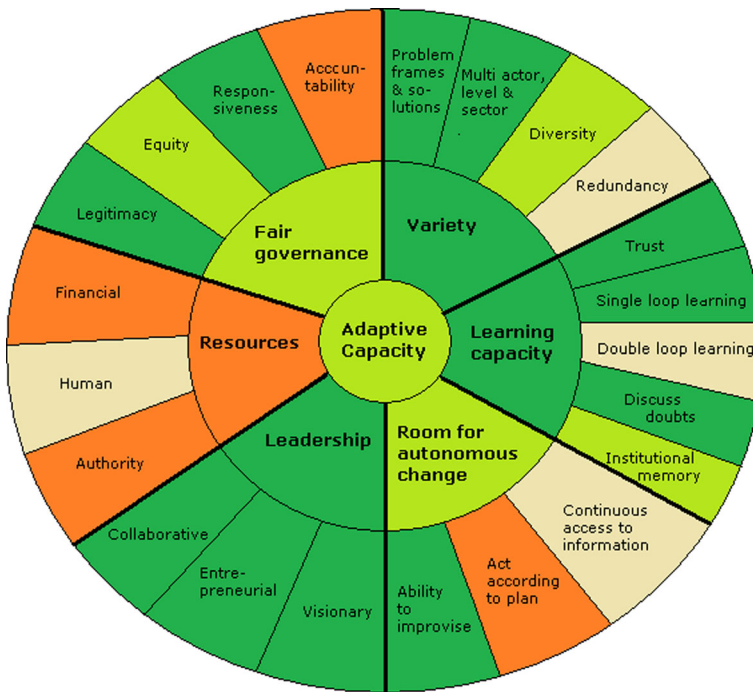 Acccun-
tability
Problem
frames
& so-
lutions
Multi actor,
level &
sector
.
Respon-
siveness
Diversity
Equity
Redundancy
Legitimacy
Fair
governance
Variety
Trust
Financial
Single loop learning
Resources
Adaptive
Capacity
Learning
capacity
Double loop learning
Human
Discuss
doubts
Leadership
Room for
autonomous
change
Institutional
memory
Authority
Continuous
access to
information
Collaborative
Entre-
preneurial
Act
according
to plan
Visionary
Ability
to
improvise